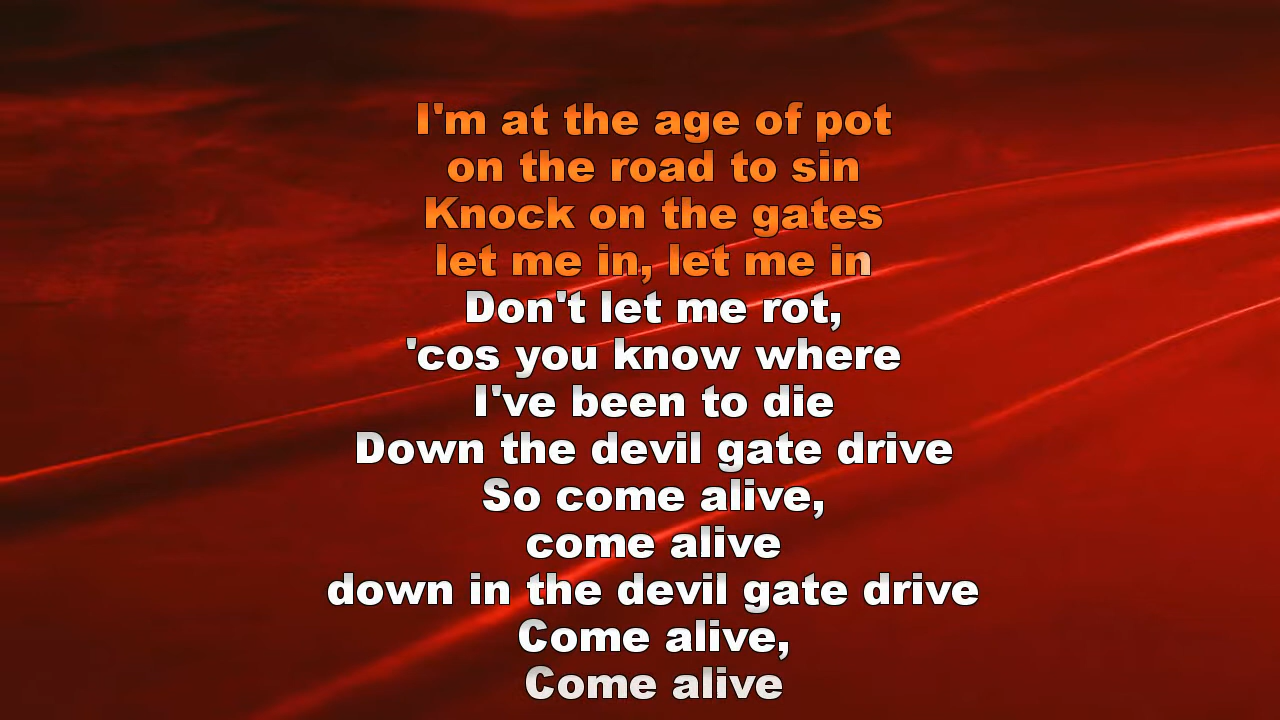 I'm at the age of pot
on the road to sin
Knock on the gates
let me in, let me in
Don't let me rot,
'cos you know where
I've been to die
Down the devil gate drive
So come alive,
come alive
down in the devil gate drive
Come alive,
Come alive